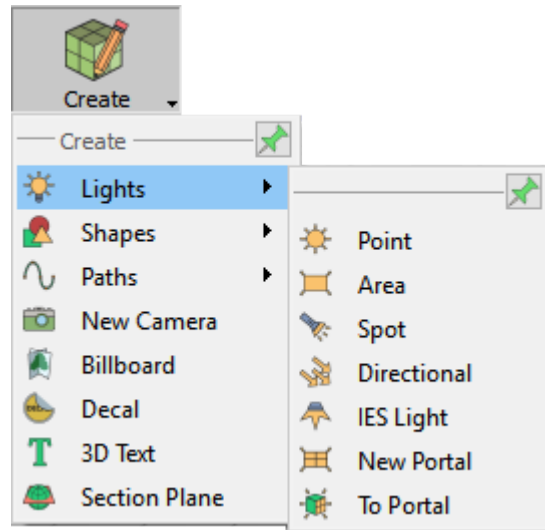 Create
Create
Lights
Shapes
Paths
New Camera
Billboard
Decal
3D Text
Section Plane
Point
Area
Spot
Directional
IES Light
New Portal
To Portal